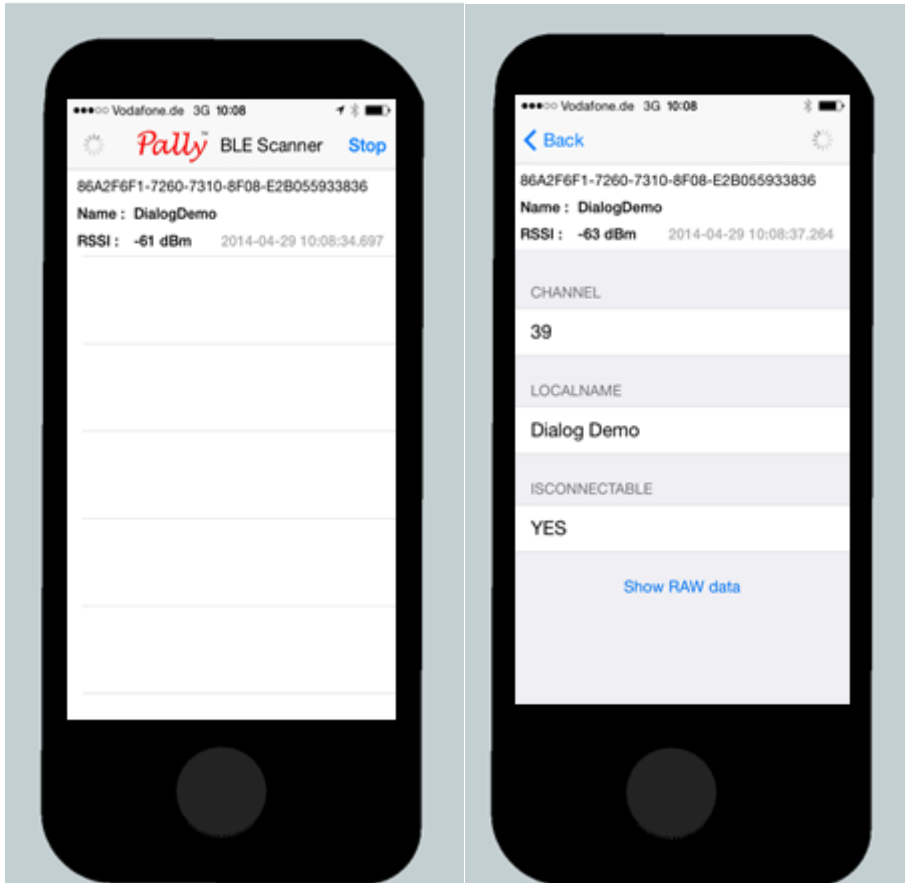 Vodafone.de 3G 10:08
Pally™ BLE Scanner Stop
86A2F6F1-7260-7310-8F08-E2B055933836
Name : DialogDemo
RSSI : -61 dBm 2014-04-29 10:08:34.697
Vodafone.de 3G 10:08
Back
86A2F6F1-7260-7310-8F08-E2B055933836
Name : DialogDemo
RSSI : -63 dBm 2014-04-29 10:08:37.264
CHANNEL
39
LOCALNAME
Dialog Demo
ISCONNECTABLE
YES
Show RAW data